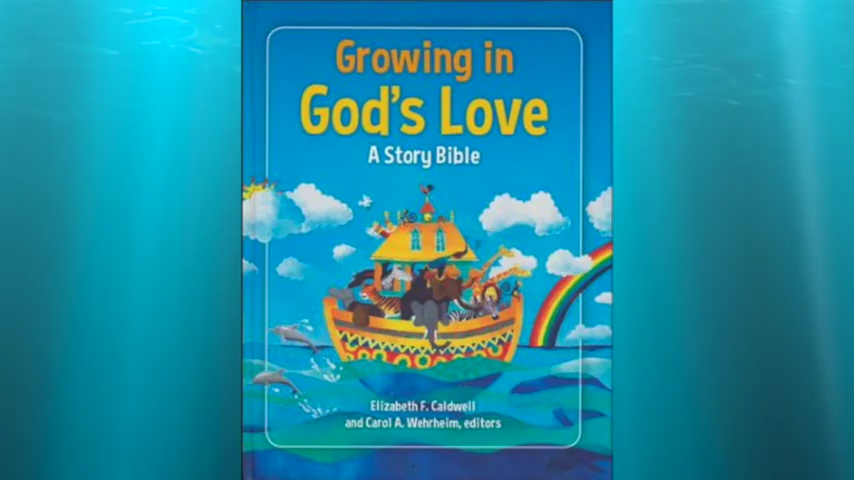 Growing in
God's Love
A Story Bible
Elizabeth F. Caldwell
and Carol A. Wehrheim, editors